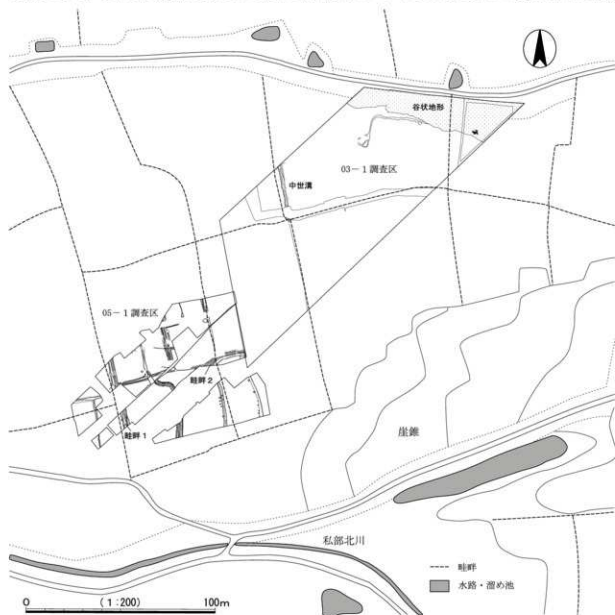 谷状地形
03－1調査区
中世溝
05－1調査区
畦畔2
畦畔1
崖錐
私部北川
畦畔
水路・溜め池
0 (1:200) 100m